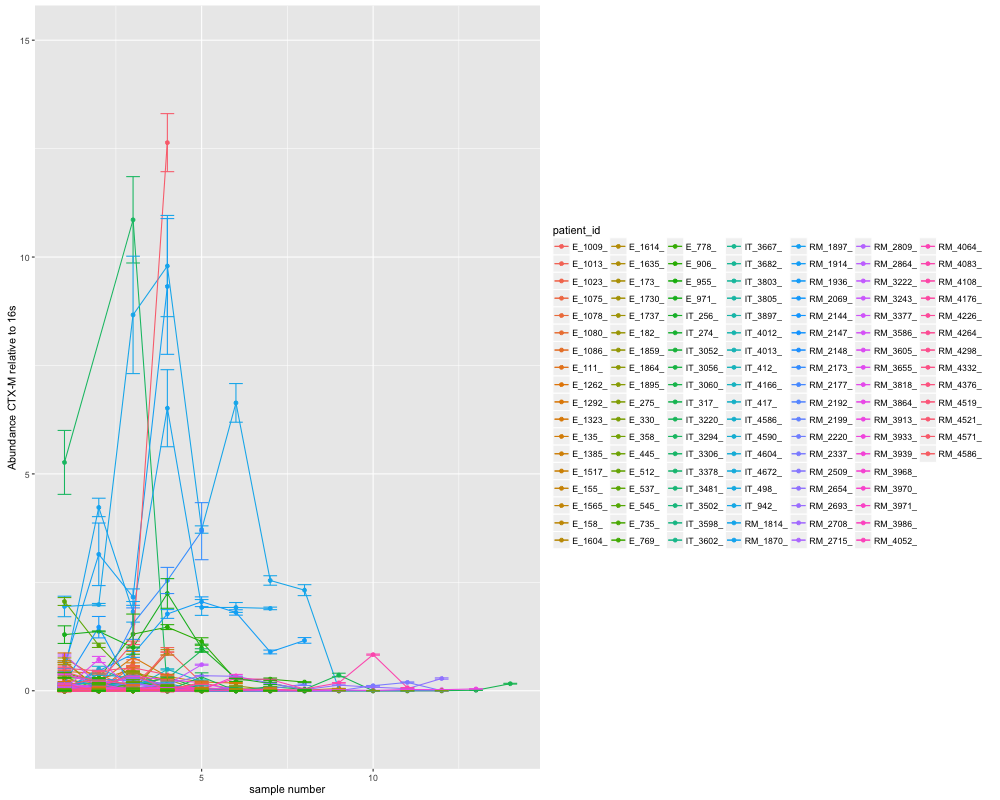 15
10
5
0
Abundance CTX-M relative to 16s
5 10
sample number
patient_id
E_1009_ E_1614_ E_778_ IT_3667_ RM_1897_ RM_2809_ RM_4064_
E_1013_ E_1635_ E_906_ IT_3682_ RM_1914_ RM_2864_ RM_4083_
E_1023_ E_173_ E_955_ IT_3803_ RM_1936_ RM_3222_ RM_4108_
E_1075_ E_1730_ E_971_ IT_3805_ RM_2069_ RM_3243_ RM_4176_
E_1078_ E_1737_ IT_256_ IT_3897_ RM_2144_ RM_3377_ RM_4226_
E_1080_ E_182_ IT_274_ IT_4012_ RM_2147_ RM_3586_ RM_4264_
E_1086_ E_1859_ IT_3052_ IT_4013_ RM_2148_ RM_3605_ RM_4298_
E_111_ E_1864_ IT_3056_ IT_412_ RM_2173_ RM_3655_ RM_4332_
E_1262_ E_1895_ IT_3060_ IT_4166_ RM_2177_ RM_3818_ RM_4376_
E_1292_ E_275_ IT_317_ IT_417_ RM_2192_ RM_3864_ RM_4519_
E_1323_ E_330_ IT_3220_ IT_4586_ RM_2199_ RM_3913_ RM_4521_
E_135_ E_358_ IT_3294_ IT_4590_ RM_2220_ RM_3933_ RM_4571_
E_1385_ E_445_ IT_3306_ IT_4604_ RM_2337_ RM_3939_ RM_4586_
E_1517_ E_512_ IT_3378_ IT_4672_ RM_2509_ RM_3968_
E_155_ E_537_ IT_3481_ IT_498_ RM_2654_ RM_3970_
E_1565_ E_545_ IT_3502_ IT_942_ RM_2693_ RM_3971_
E_158_ E_735_ IT_3598_ RM_1814_ RM_2708_ RM_3986_
E_1604_ E_769_ IT_3602_ RM_1870_ RM_2715_ RM_4052_